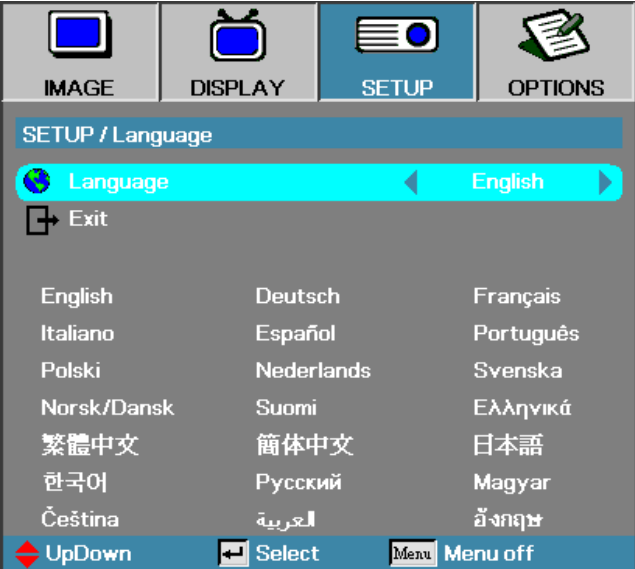 IMAGE DISPLAY SETUP OPTIONS
SETUP / Language
Language English
Exit
English Deutsch Français
Italiano Español Português
Polski Nederlands Svenska
Norsk/Dansk Suomi Ελληνικά
繁體中文 簡体中文 日本語
한국어 Русский Magyar
Čeština العربية อังกฤษ
UpDown Select Menu Menu off